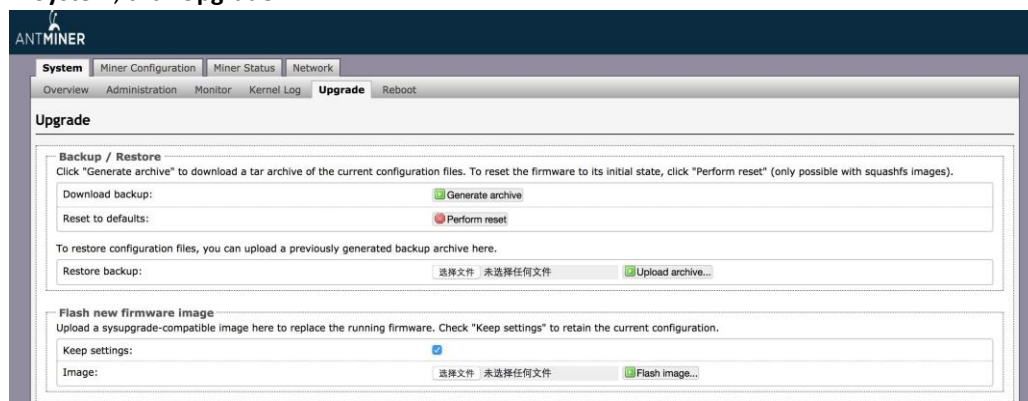 System, click Upgrade
ANTMINER
System Miner Configuration Miner Status Network
Overview Administration Monitor Kernel Log Upgrade Reboot
Upgrade
Backup / Restore
Click "Generate archive" to download a tar archive of the current configuration files. To reset the firmware to its initial state, click "Perform reset" (only possible with squashfs images).
Download backup: Generate archive
Reset to defaults: Perform reset
To restore configuration files, you can upload a previously generated backup archive here.
Restore backup: 选择文件 未选择任何文件 Upload archive...
Flash new firmware image
Upload a sysupgrade-compatible image here to replace the running firmware. Check "Keep settings" to retain the current configuration.
Keep settings:
Image: 选择文件 未选择任何文件 Flash image...